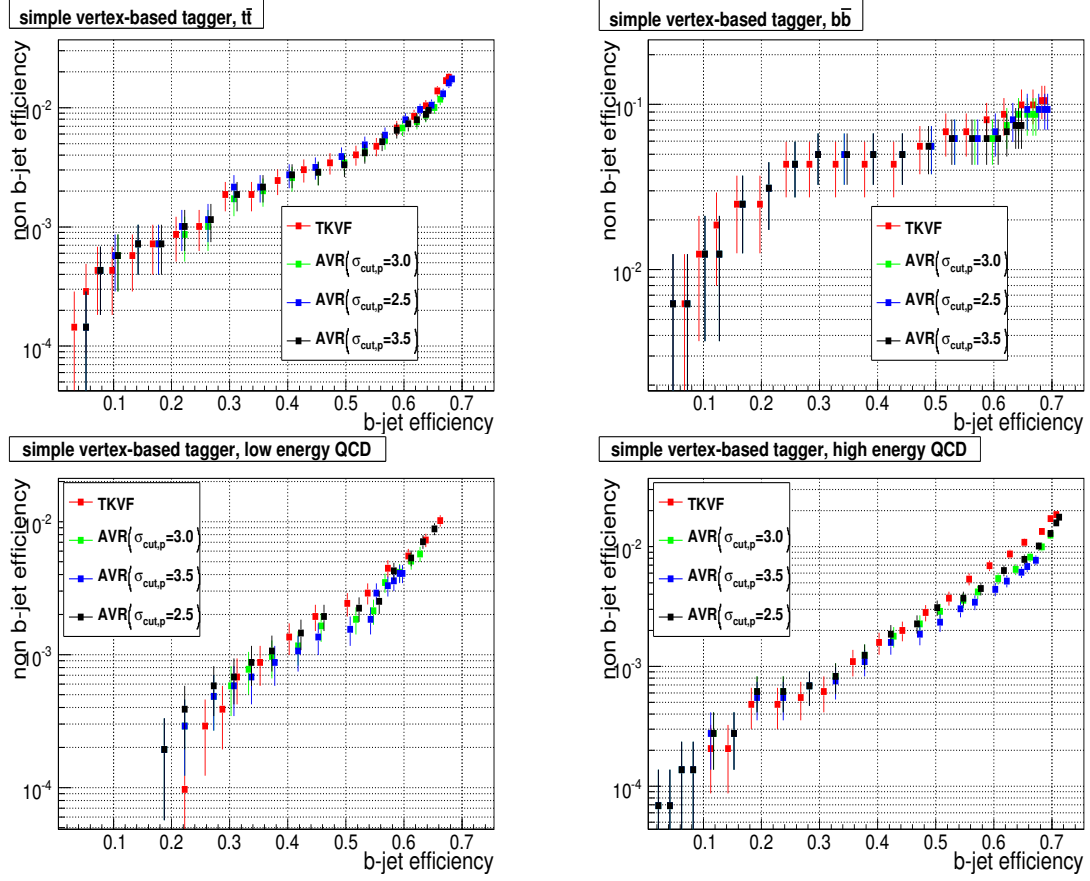 simple vertex-based tagger, tt̄
non b-jet efficiency
10⁻²
10⁻³
10⁻⁴
TKVF
AVR(σcut,p=3.0)
AVR(σcut,p=2.5)
AVR(σcut,p=3.5)
0.1 0.2 0.3 0.4 0.5 0.6 0.7
b-jet efficiency
simple vertex-based tagger, bb̄
non b-jet efficiency
10⁻¹
10⁻²
TKVF
AVR(σcut,p=3.0)
AVR(σcut,p=2.5)
AVR(σcut,p=3.5)
0.1 0.2 0.3 0.4 0.5 0.6 0.7
b-jet efficiency
simple vertex-based tagger, low energy QCD
non b-jet efficiency
10⁻²
10⁻³
10⁻⁴
TKVF
AVR(σcut,p=3.0)
AVR(σcut,p=3.5)
AVR(σcut,p=2.5)
0.1 0.2 0.3 0.4 0.5 0.6 0.7
b-jet efficiency
simple vertex-based tagger, high energy QCD
non b-jet efficiency
10⁻²
10⁻³
10⁻⁴
TKVF
AVR(σcut,p=3.0)
AVR(σcut,p=3.5)
AVR(σcut,p=2.5)
0.1 0.2 0.3 0.4 0.5 0.6 0.7
b-jet efficiency